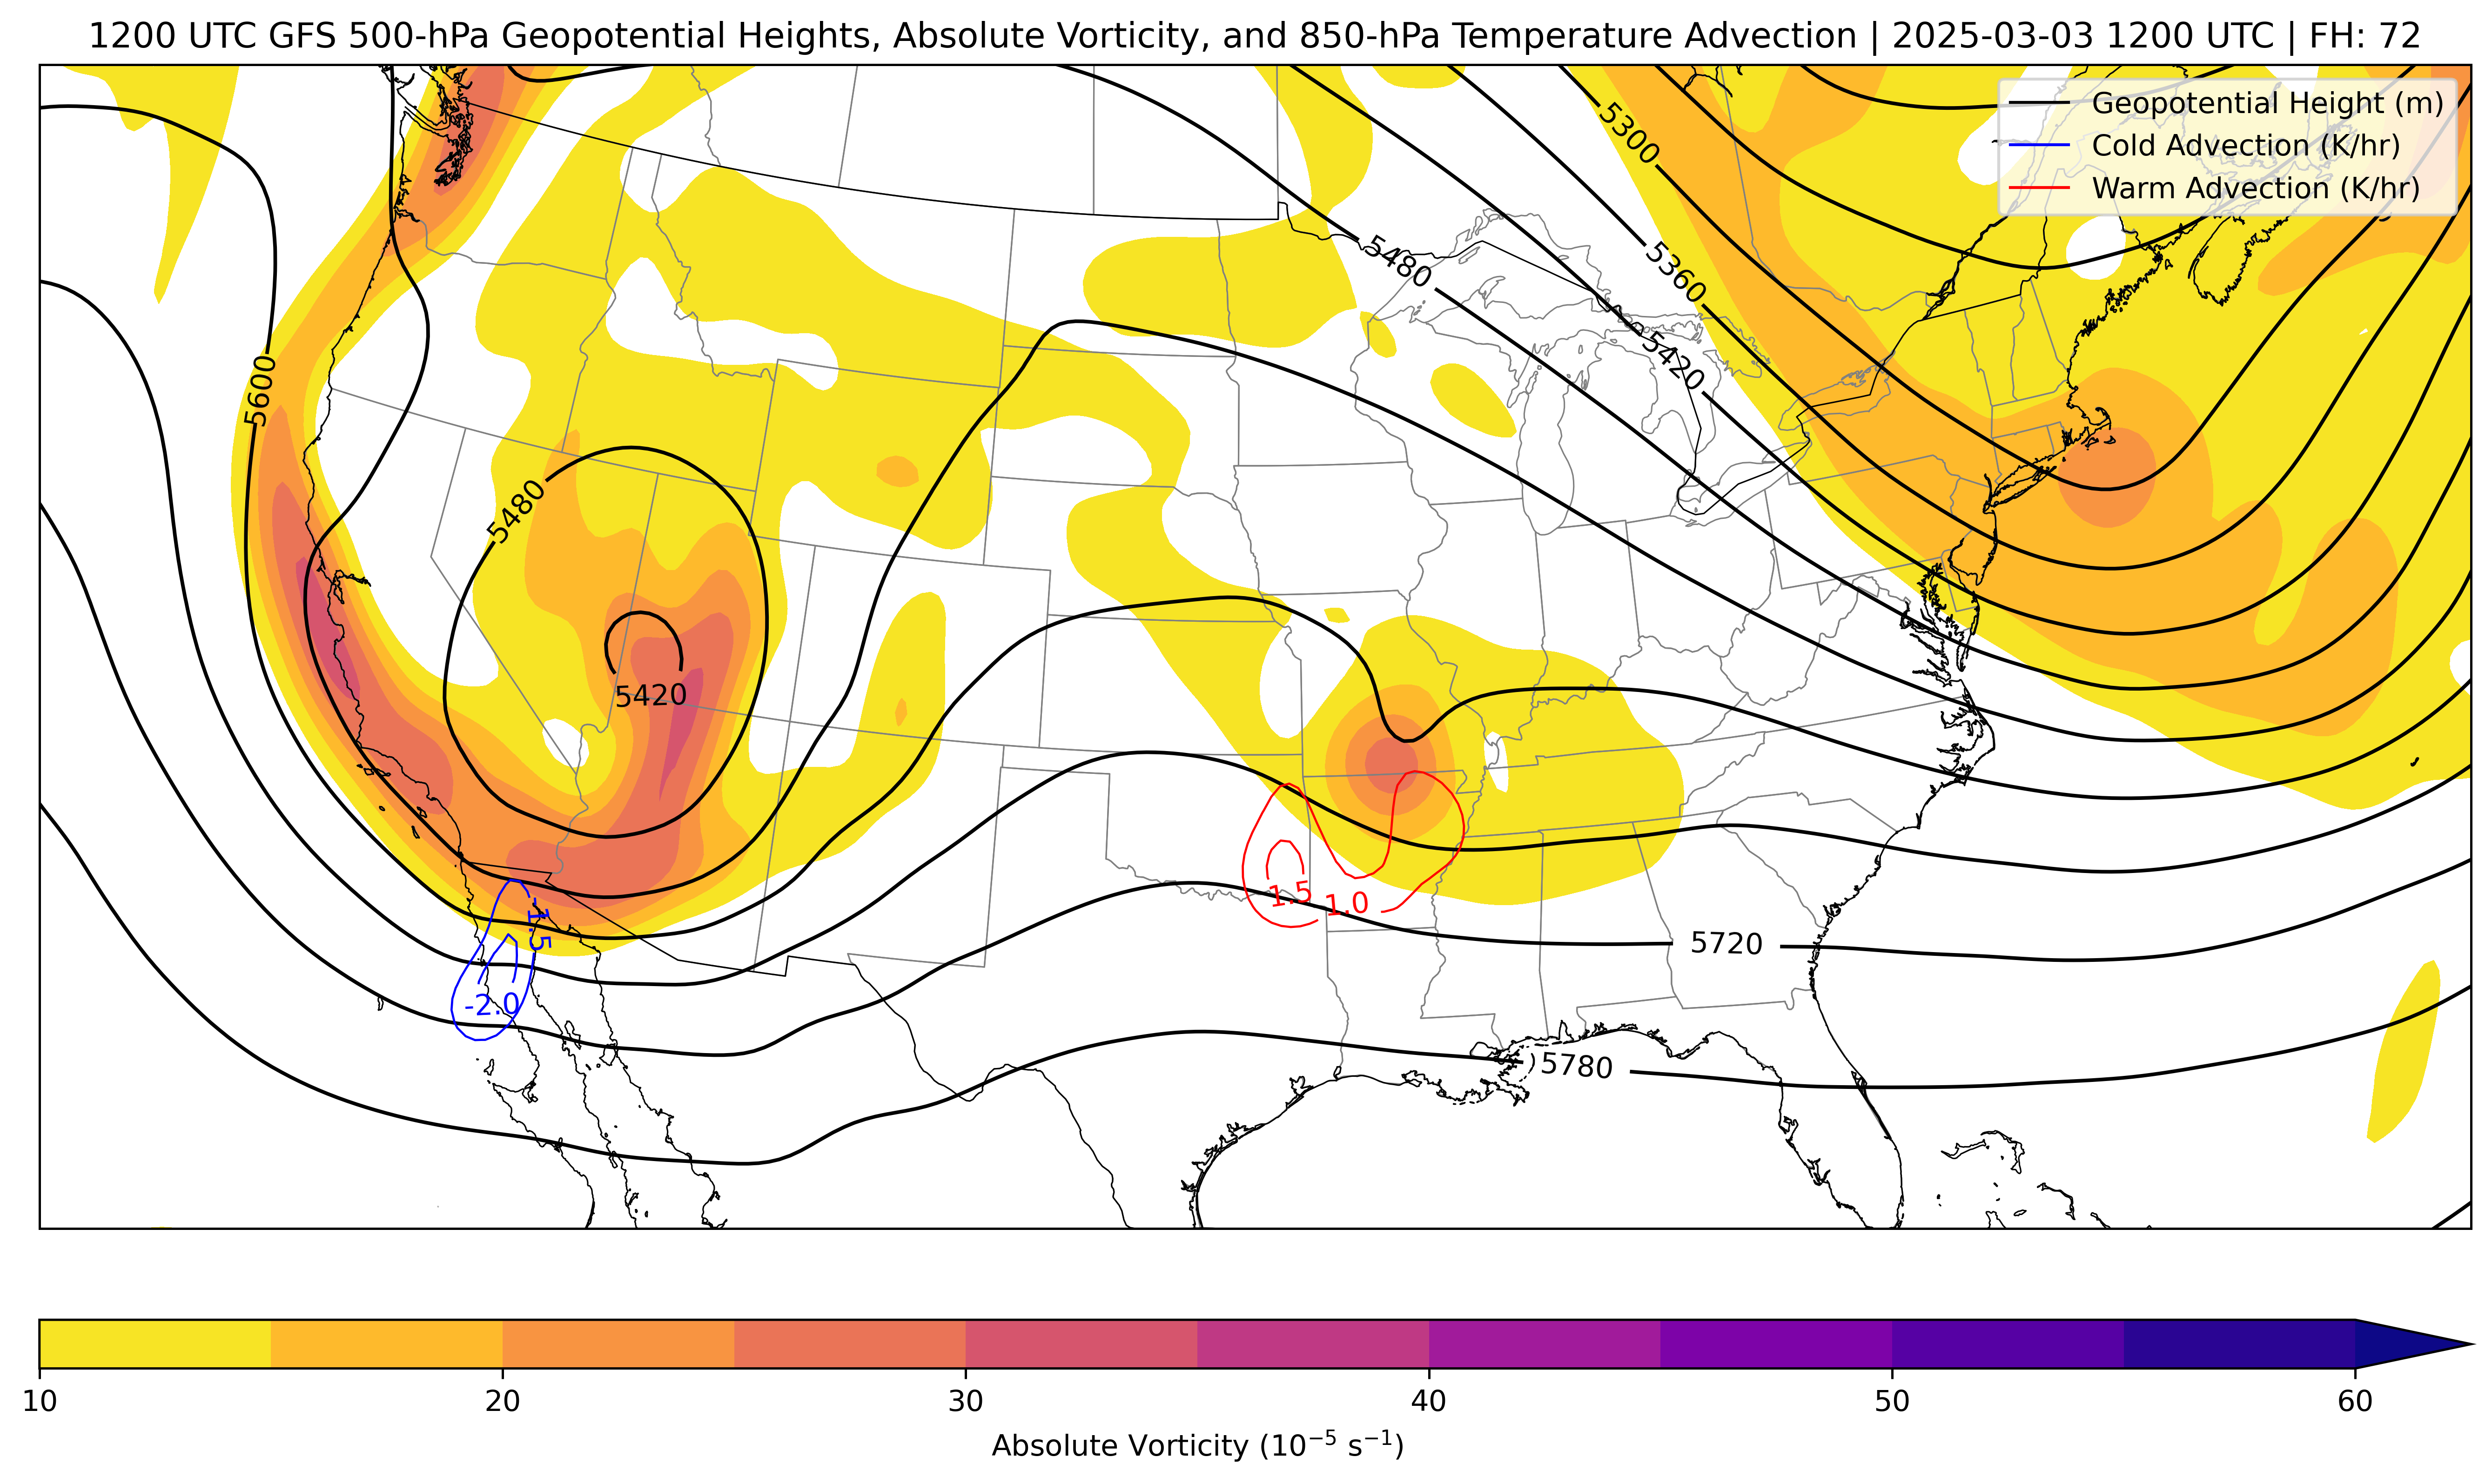 1200 UTC GFS 500-hPa Geopotential Heights, Absolute Vorticity, and 850-hPa Temperature Advection | 2025-03-03 1200 UTC | FH: 72
Geopotential Height (m)
Cold Advection (K/hr)
Warm Advection (K/hr)
5300
5480
5360
5420
5600
5480
5420
1.5
1.0
-1.5
-2.0
5720
5780
10 20 30 40 50 60
Absolute Vorticity (10⁻⁵ s⁻¹)